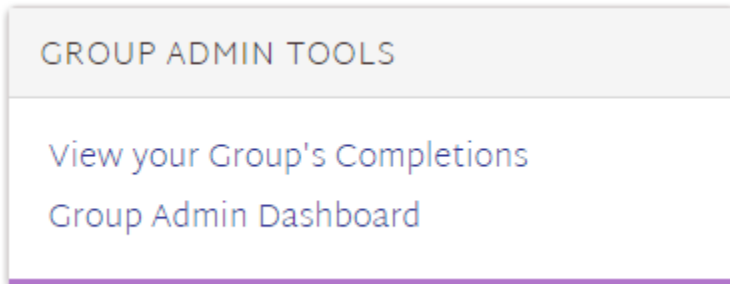 GROUP ADMIN TOOLS
View your Group's Completions
Group Admin Dashboard